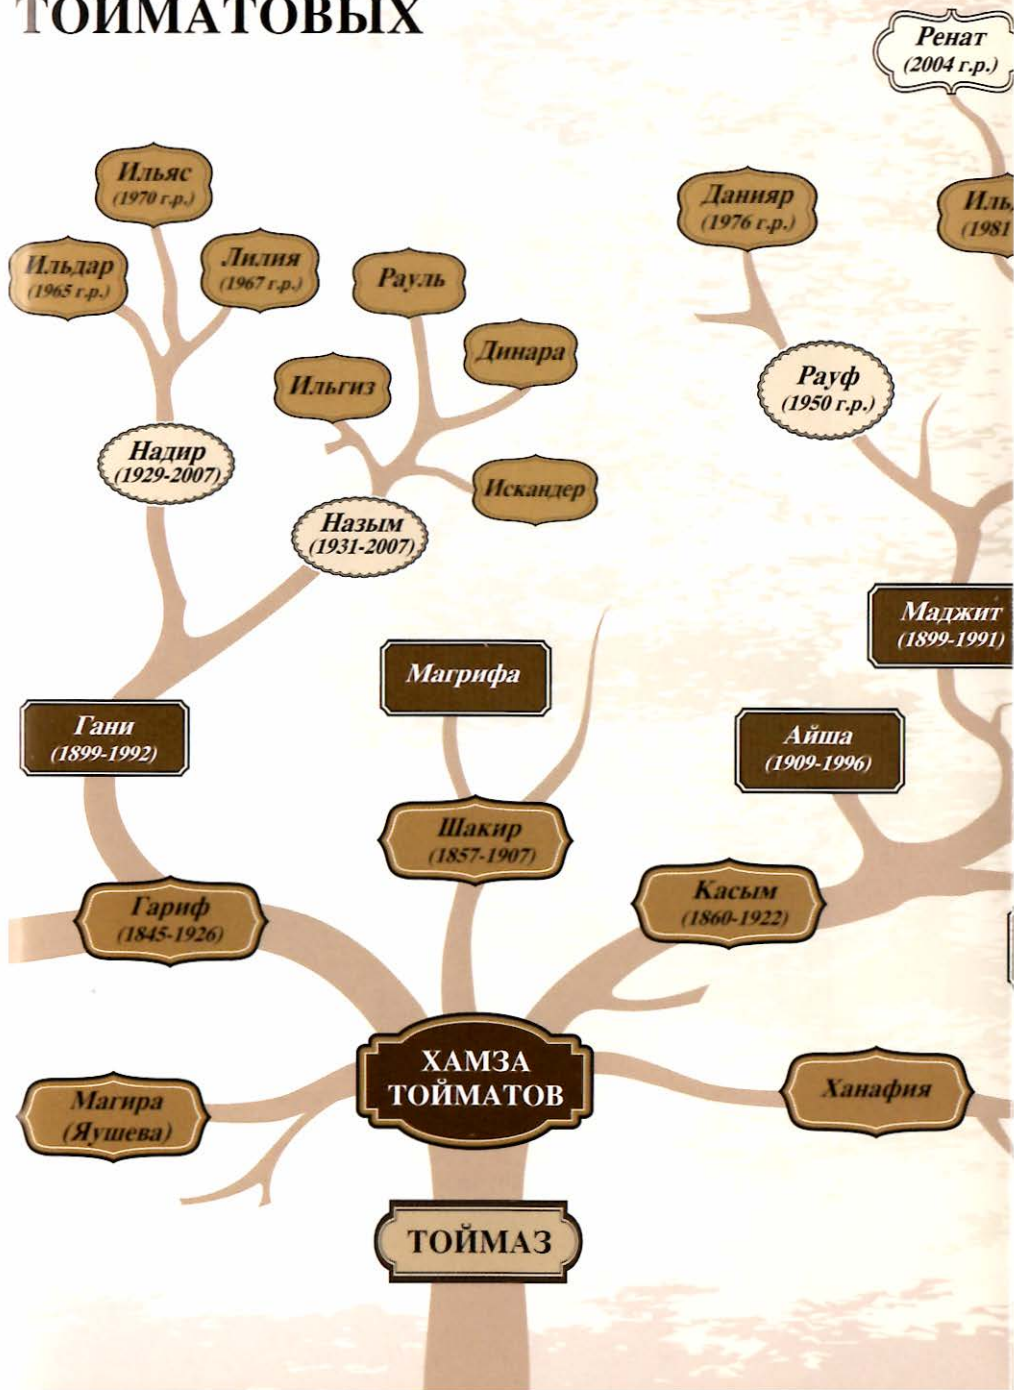 ТОЙМАТОВЫХ
Ренат
(2004 г.р.)
Ильяс
(1970 г.р.)
Данияр
(1976 г.р.)
(1981
Ильдар
(1965 г.р.)
Лилия
(1967 г.р.)
Рауль
Динара
Ильгиз
Рауф
(1950 г.р.)
Надир
(1929-2007)
Искандер
Назым
(1931-2007)
Маджит
(1899-1991)
Магрифа
Гани
(1899-1992)
Айша
(1909-1996)
Шакир
(1857-1907)
Касым
(1860-1922)
Гариф
(1845-1926)
ХАМЗА
ТОЙМАТОВ
Магира
(Яушева)
Ханафия
ТОЙМАЗ